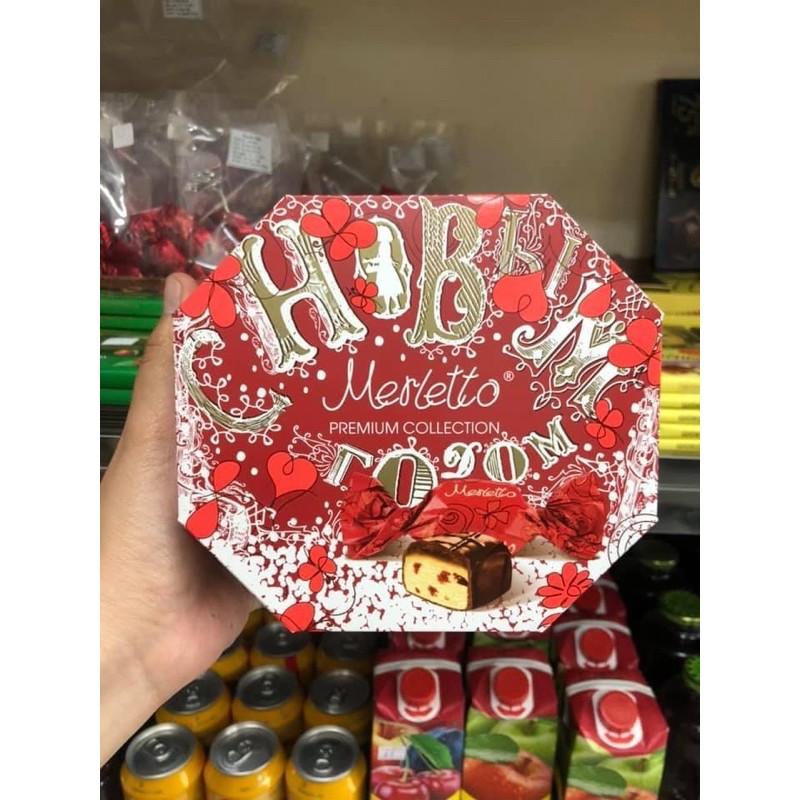 С НОВЫМ
Merletto®
PREMIUM COLLECTION
ГОДОМ
Merletto